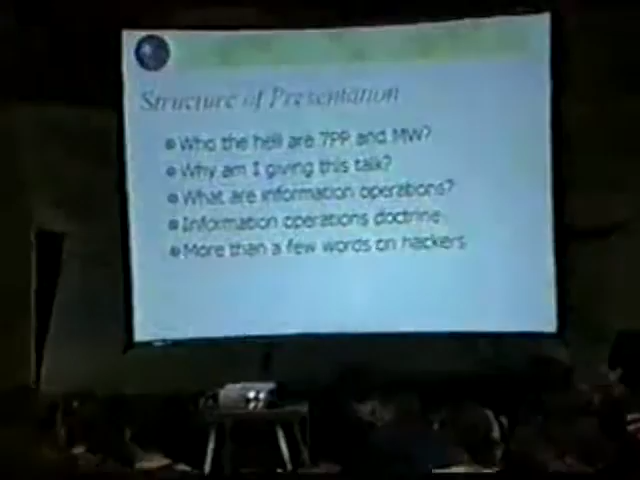 Structure of Presentation
Who the hell are 7PP and MW?
Why am I giving this talk?
What are information operations?
Information operations doctrine
More than a few words on hackers